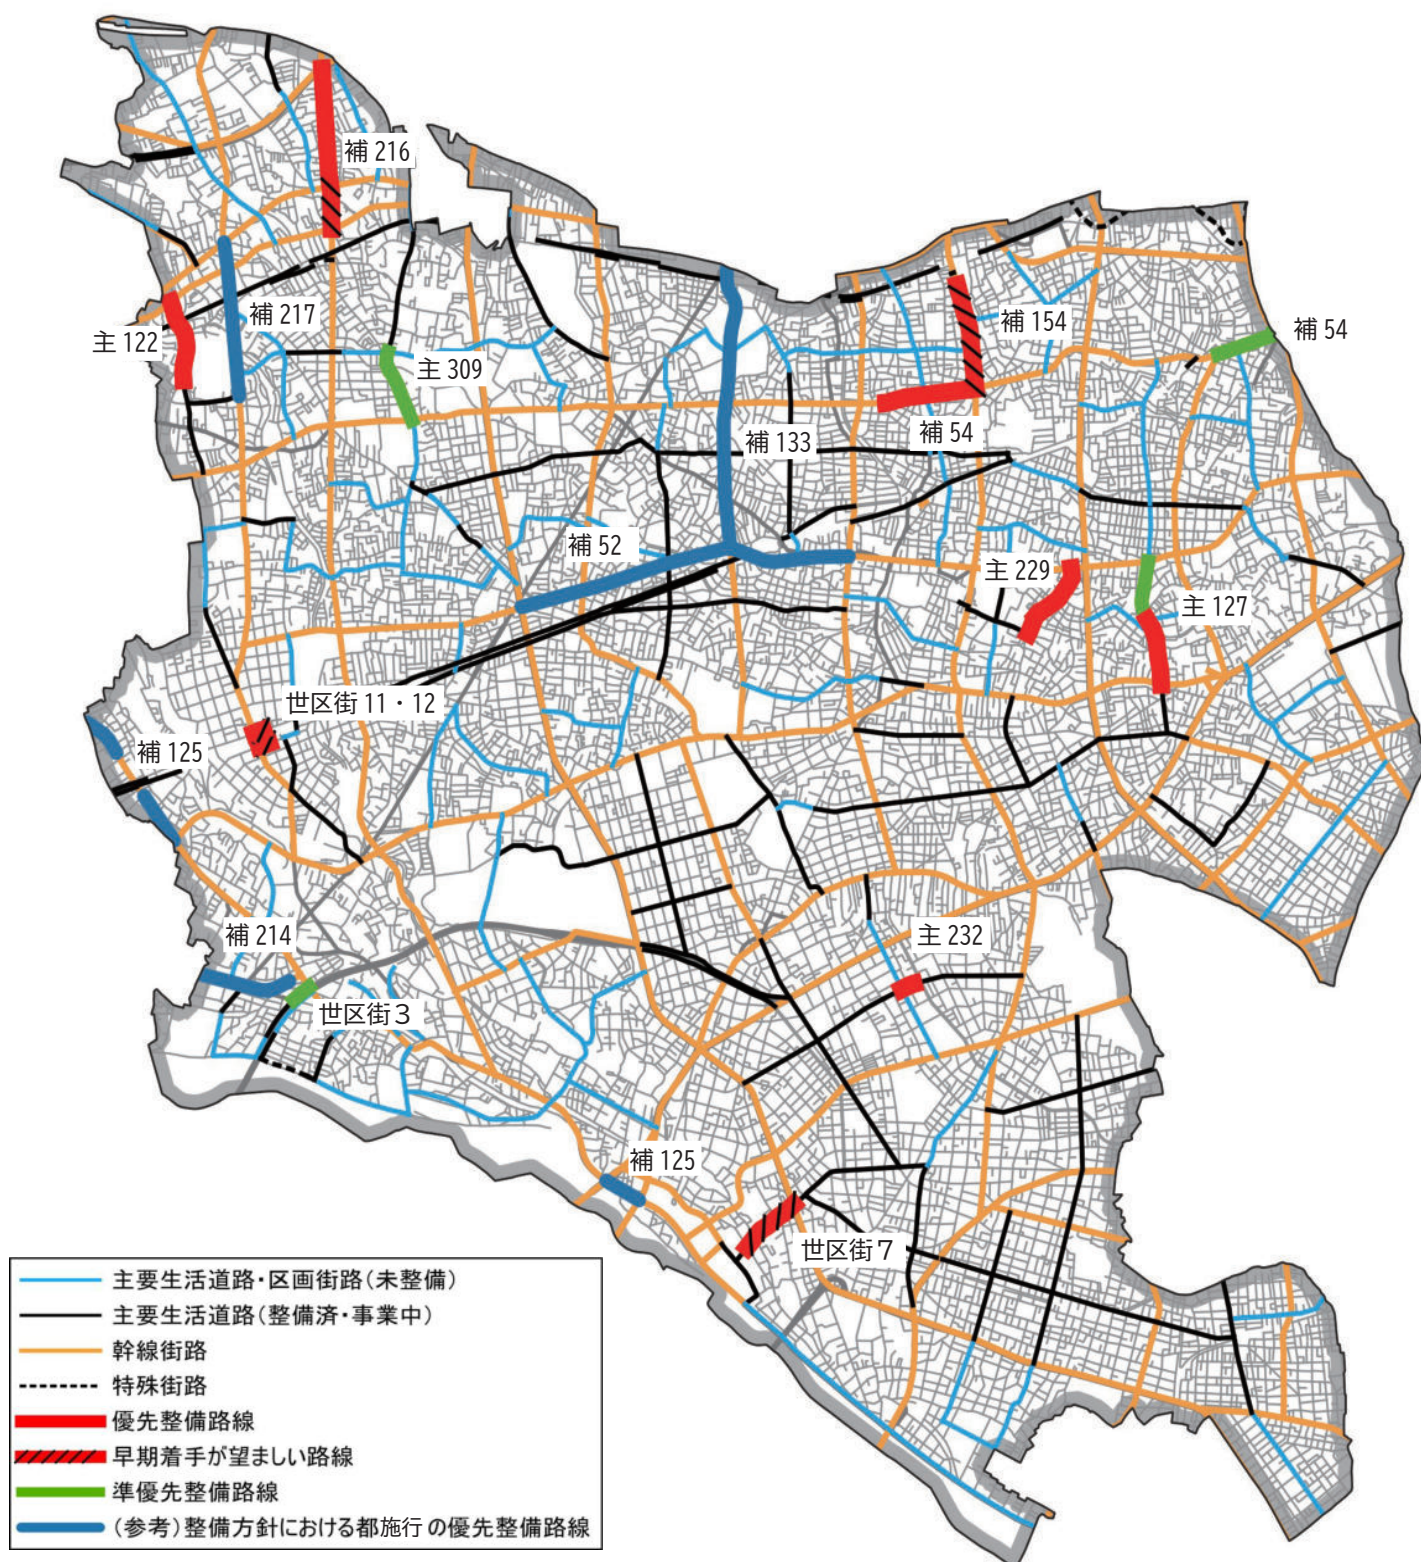 補 216
補 217
主 122
補 154
補 54
主 309
補 54
補 133
補 52
主 229
主 127
世区街 11・12
補 125
補 214
主 232
世区街３
補 125
世区街７
主要生活道路・区画街路(未整備)
主要生活道路(整備済・事業中)
幹線街路
特殊街路
優先整備路線
早期着手が望ましい路線
準優先整備路線
(参考)整備方針における都施行の優先整備路線